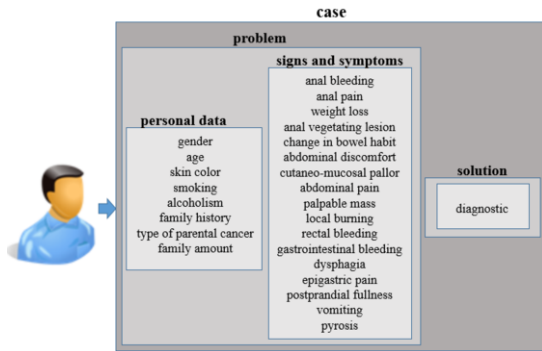 case
problem
personal data
gender
age
skin color
smoking
alcoholism
family history
type of parental cancer
family amount
signs and symptoms
anal bleeding
anal pain
weight loss
anal vegetating lesion
change in bowel habit
abdominal discomfort
cutaneo-mucosal pallor
abdominal pain
palpable mass
local burning
rectal bleeding
gastrointestinal bleeding
dysphagia
epigastric pain
postprandial fullness
vomiting
pyrosis
solution
diagnostic